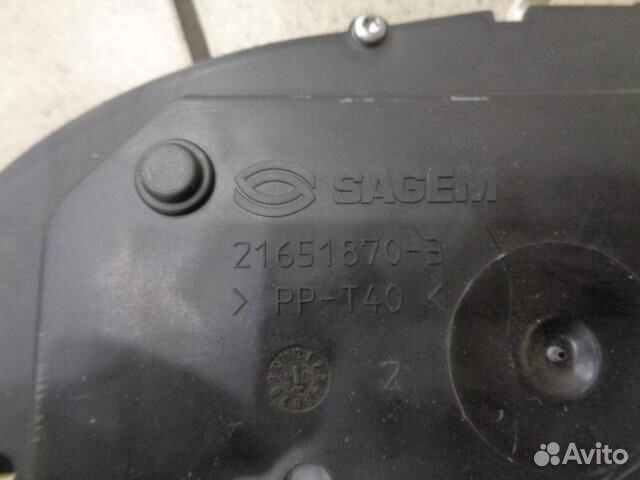 SAGEM
21651870-3
> PP-T40 <
2
Avito